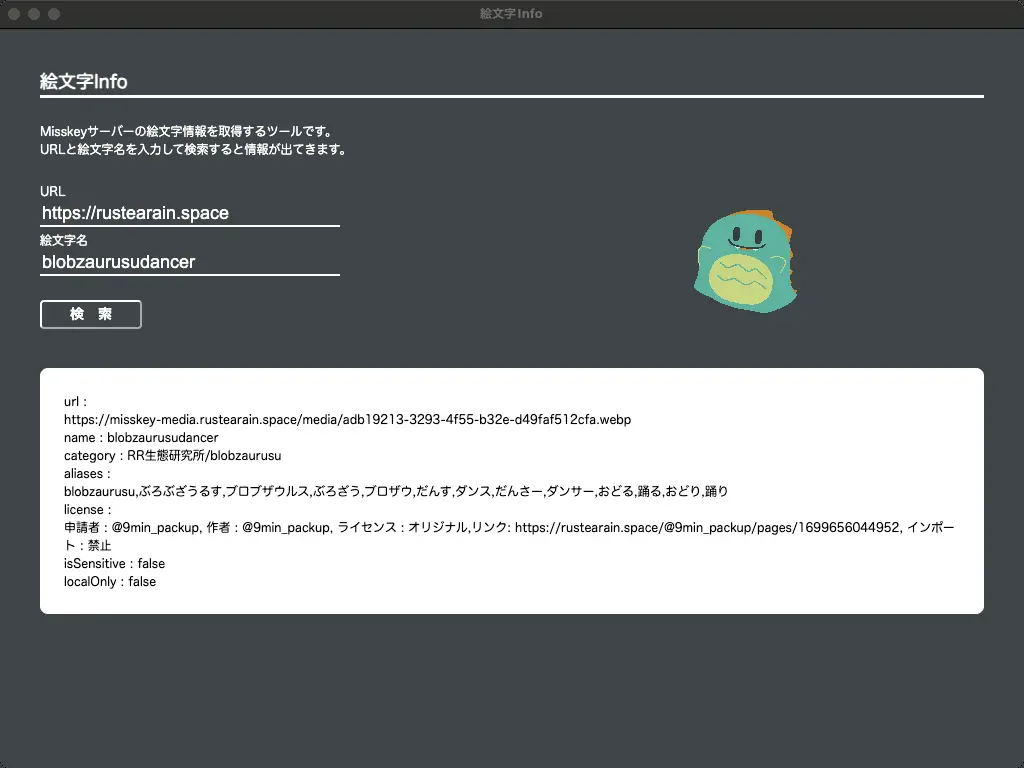 絵文字Info
絵文字Info
Misskeyサーバーの絵文字情報を取得するツールです。
URLと絵文字名を入力して検索すると情報が出てきます。
URL
https://rustearain.space
絵文字名
blobzaurusudancer
検　索
url :
https://misskey-media.rustearain.space/media/adb19213-3293-4f55-b32e-d49faf512cfa.webp
name : blobzaurusudancer
category : RR生態研究所/blobzaurusu
aliases :
blobzaurusu,ぶろぶざうるす,ブロブザウルス,ぶろざう,ブロザウ,だんす,ダンス,だんさー,ダンサー,おどる,踊る,おどり,踊り
license :
申請者 : @9min_packup, 作者 : @9min_packup, ライセンス : オリジナル,リンク: https://rustearain.space/@9min_packup/pages/1699656044952, インポー
ト : 禁止
isSensitive : false
localOnly : false